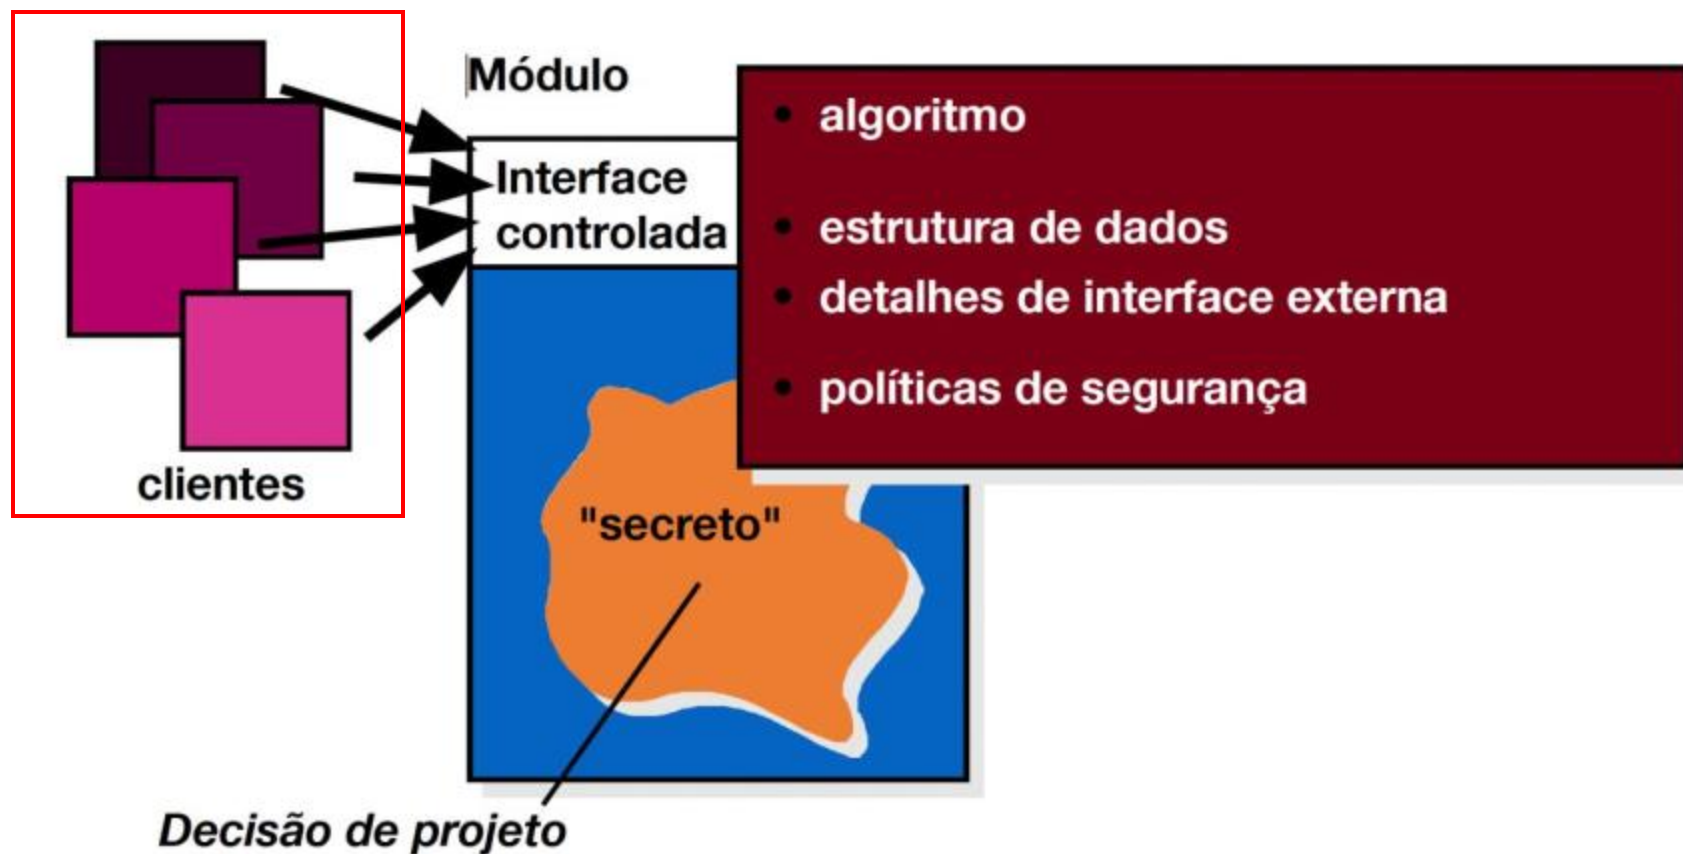 Módulo
Interface
controlada
• algoritmo
• estrutura de dados
• detalhes de interface externa
• políticas de segurança
clientes
"secreto"
Decisão de projeto